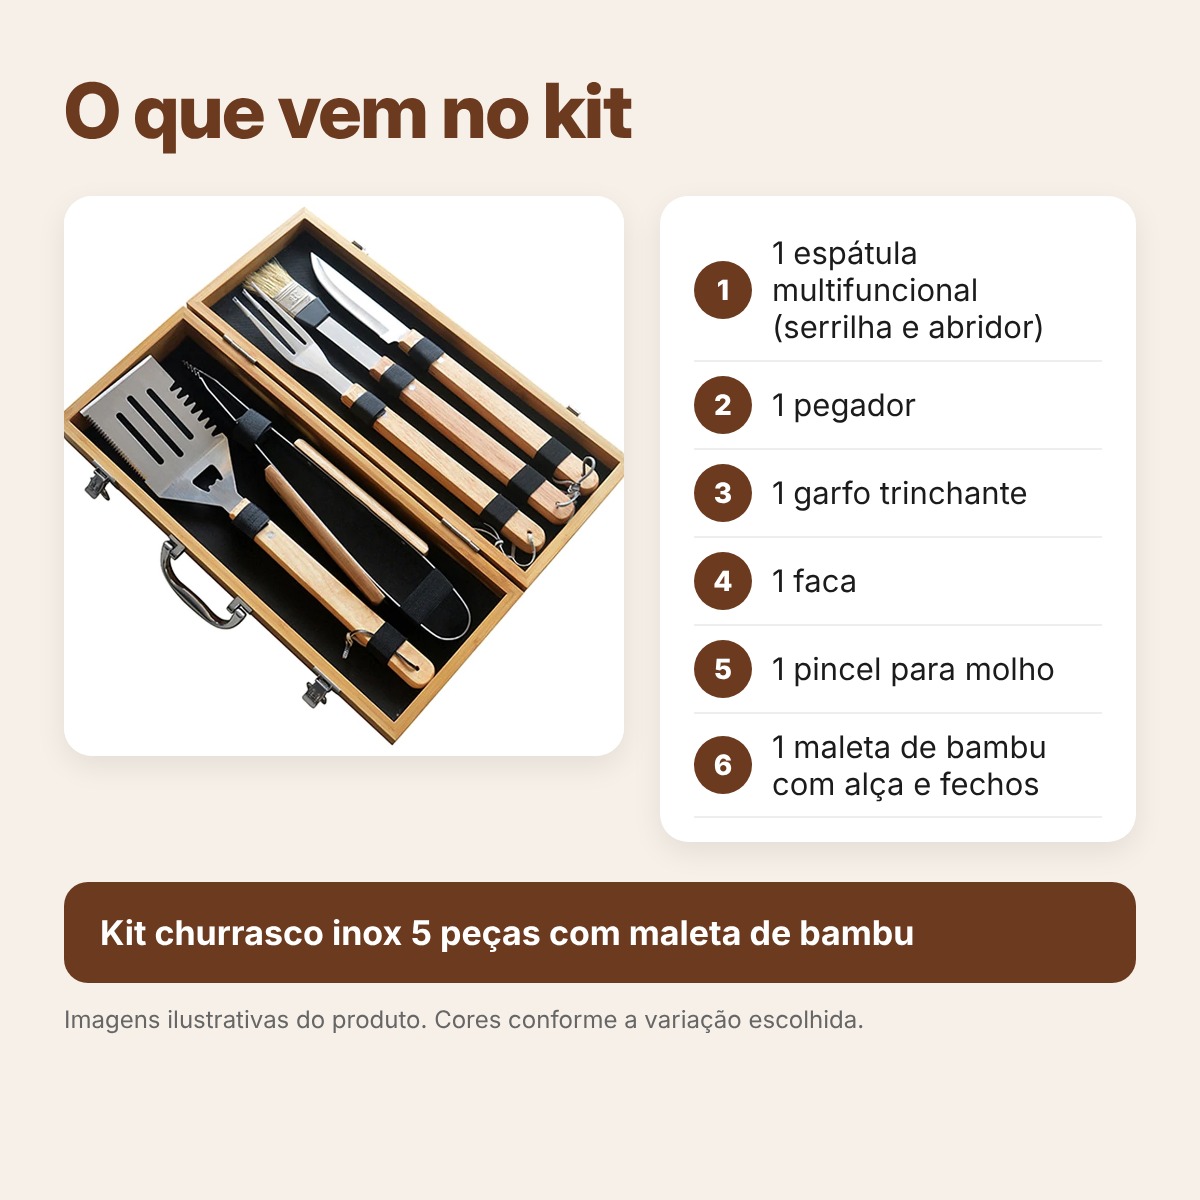 O que vem no kit
1
1 espátula
multifuncional
(serrilha e abridor)
2
1 pegador
3
1 garfo trinchante
4
1 faca
5
1 pincel para molho
6
1 maleta de bambu
com alça e fechos
Kit churrasco inox 5 peças com maleta de bambu
Imagens ilustrativas do produto. Cores conforme a variação escolhida.